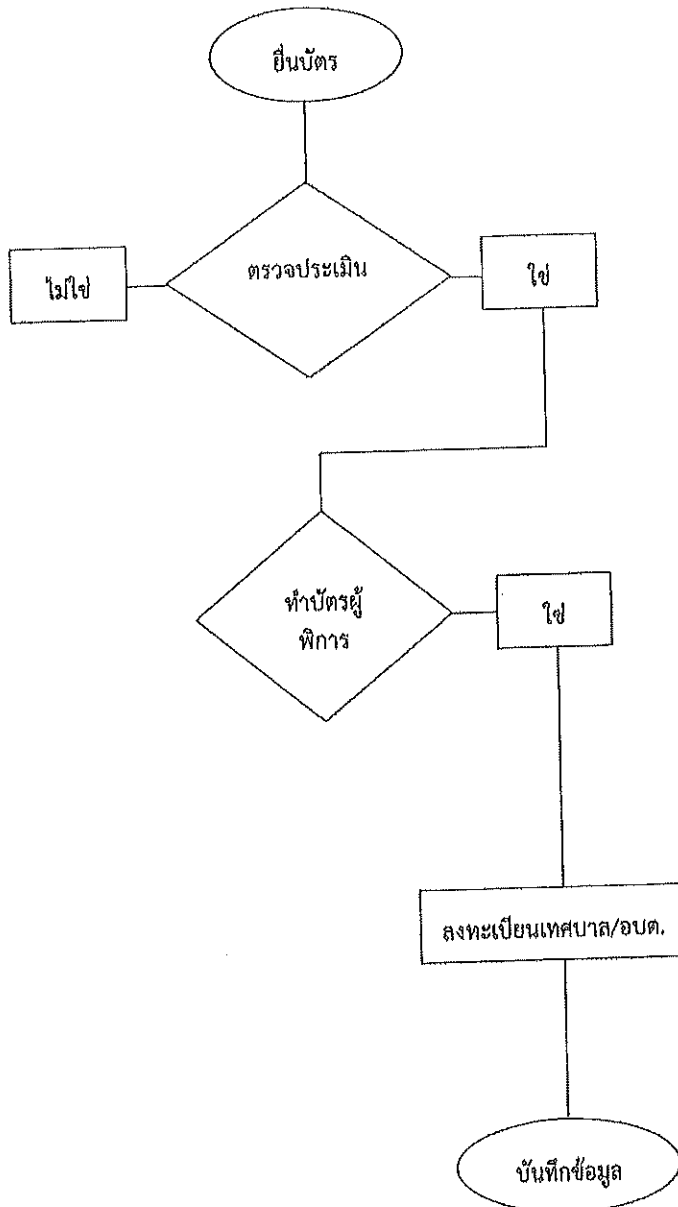 ยื่นบัตร
ตรวจประเมิน
ไม่ใช่
ใช่
ทำบัตรผู้
พิการ
ใช่
ลงทะเบียนเทศบาล/อบต.
บันทึกข้อมูล